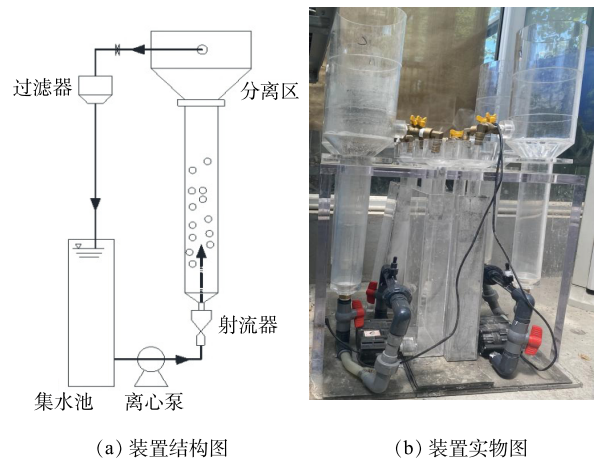 过滤器
分离区
射流器
集水池
离心泵
(a) 装置结构图
(b) 装置实物图